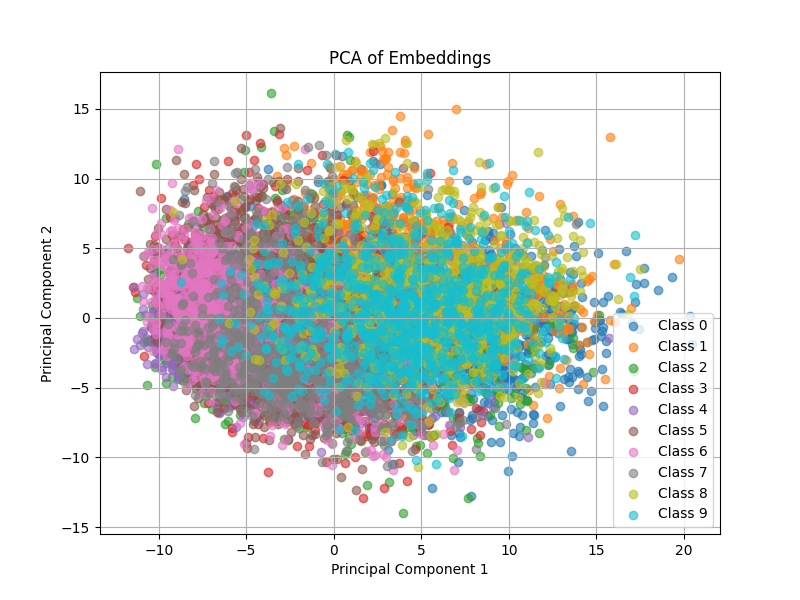 PCA of Embeddings
Principal Component 2
15
10
5
0
−5
−10
−15
−10
−5
0
5
10
15
20
Principal Component 1
Class 0
Class 1
Class 2
Class 3
Class 4
Class 5
Class 6
Class 7
Class 8
Class 9